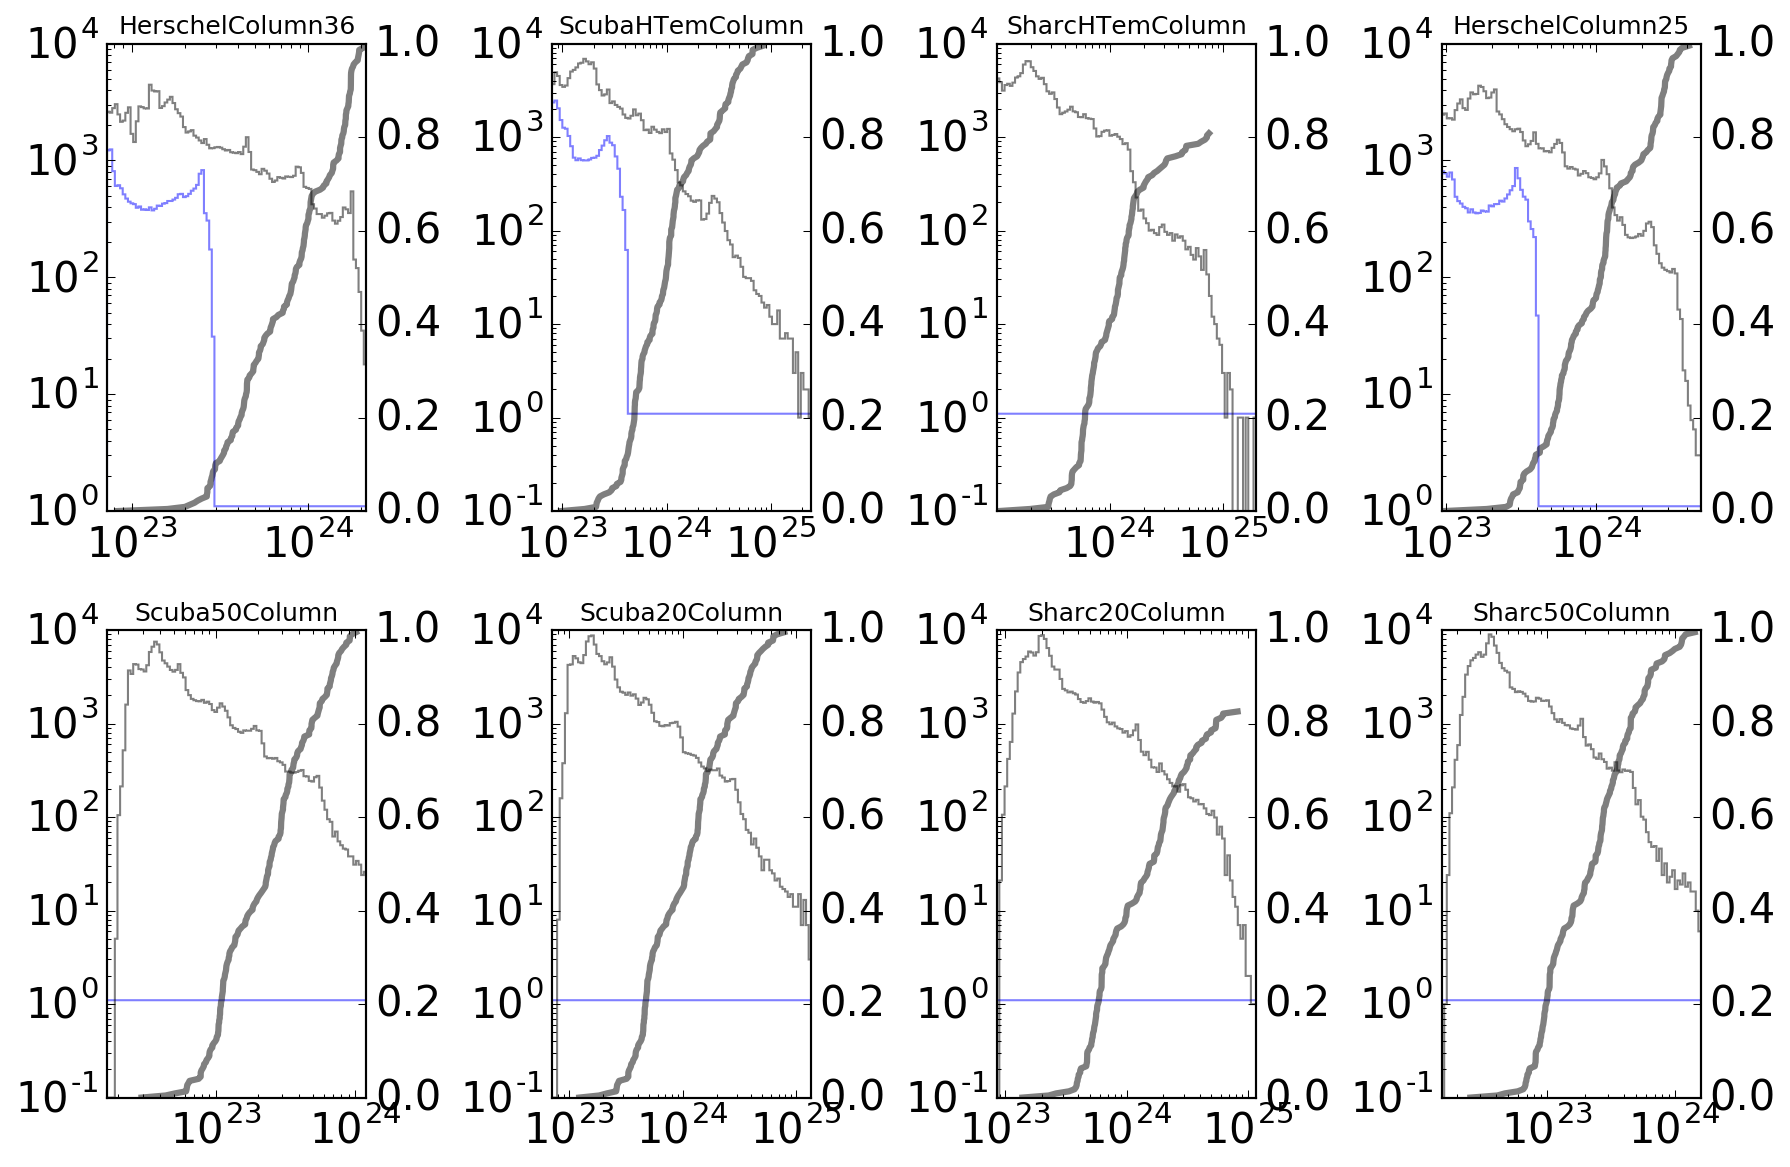 HerschelColumn36 ScubaHTemColumn SharcHTemColumn HerschelColumn25
10^4 1.0 10^4 1.0 10^4 1.0 10^4 1.0
10^3 0.8 10^3 0.8 10^3 0.8 10^3 0.8
10^2 0.6 10^2 0.6 10^2 0.6 10^2 0.6
10^1 0.4 10^1 0.4 10^1 0.4 10^1 0.4
10^0 0.2 10^0 0.2 10^0 0.2 10^0 0.2
0.0 10^-1 0.0 10^-1 0.0 0.0
10^23 10^24 10^23 10^24 10^25 10^24 10^25 10^23 10^24
Scuba50Column Scuba20Column Sharc20Column Sharc50Column
10^4 1.0 10^4 1.0 10^4 1.0 10^4 1.0
10^3 0.8 10^3 0.8 10^3 0.8 10^3 0.8
10^2 0.6 10^2 0.6 10^2 0.6 10^2 0.6
10^1 0.4 10^1 0.4 10^1 0.4 10^1 0.4
10^0 0.2 10^0 0.2 10^0 0.2 10^0 0.2
10^-1 0.0 10^-1 0.0 10^-1 0.0 10^-1 0.0
10^23 10^24 10^23 10^24 10^25 10^23 10^24 10^25 10^23 10^24